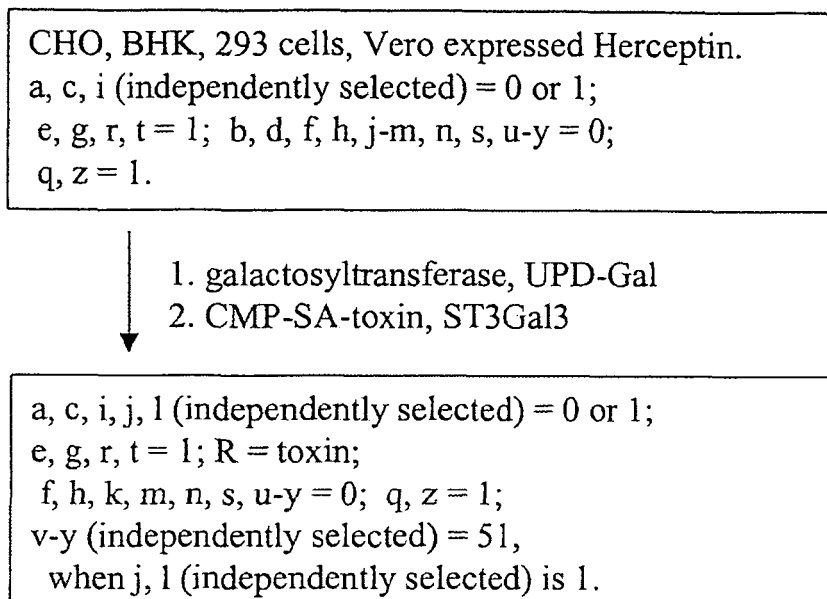 CHO, BHK, 293 cells, Vero expressed Herceptin.
a, c, i (independently selected) = 0 or 1;
e, g, r, t = 1; b, d, f, h, j-m, n, s, u-y = 0;
q, z = 1.
1. galactosyltransferase, UPD-Gal
2. CMP-SA-toxin, ST3Gal3
a, c, i, j, l (independently selected) = 0 or 1;
e, g, r, t = 1; R = toxin;
f, h, k, m, n, s, u-y = 0; q, z = 1;
v-y (independently selected) = 51,
when j, l (independently selected) is 1.